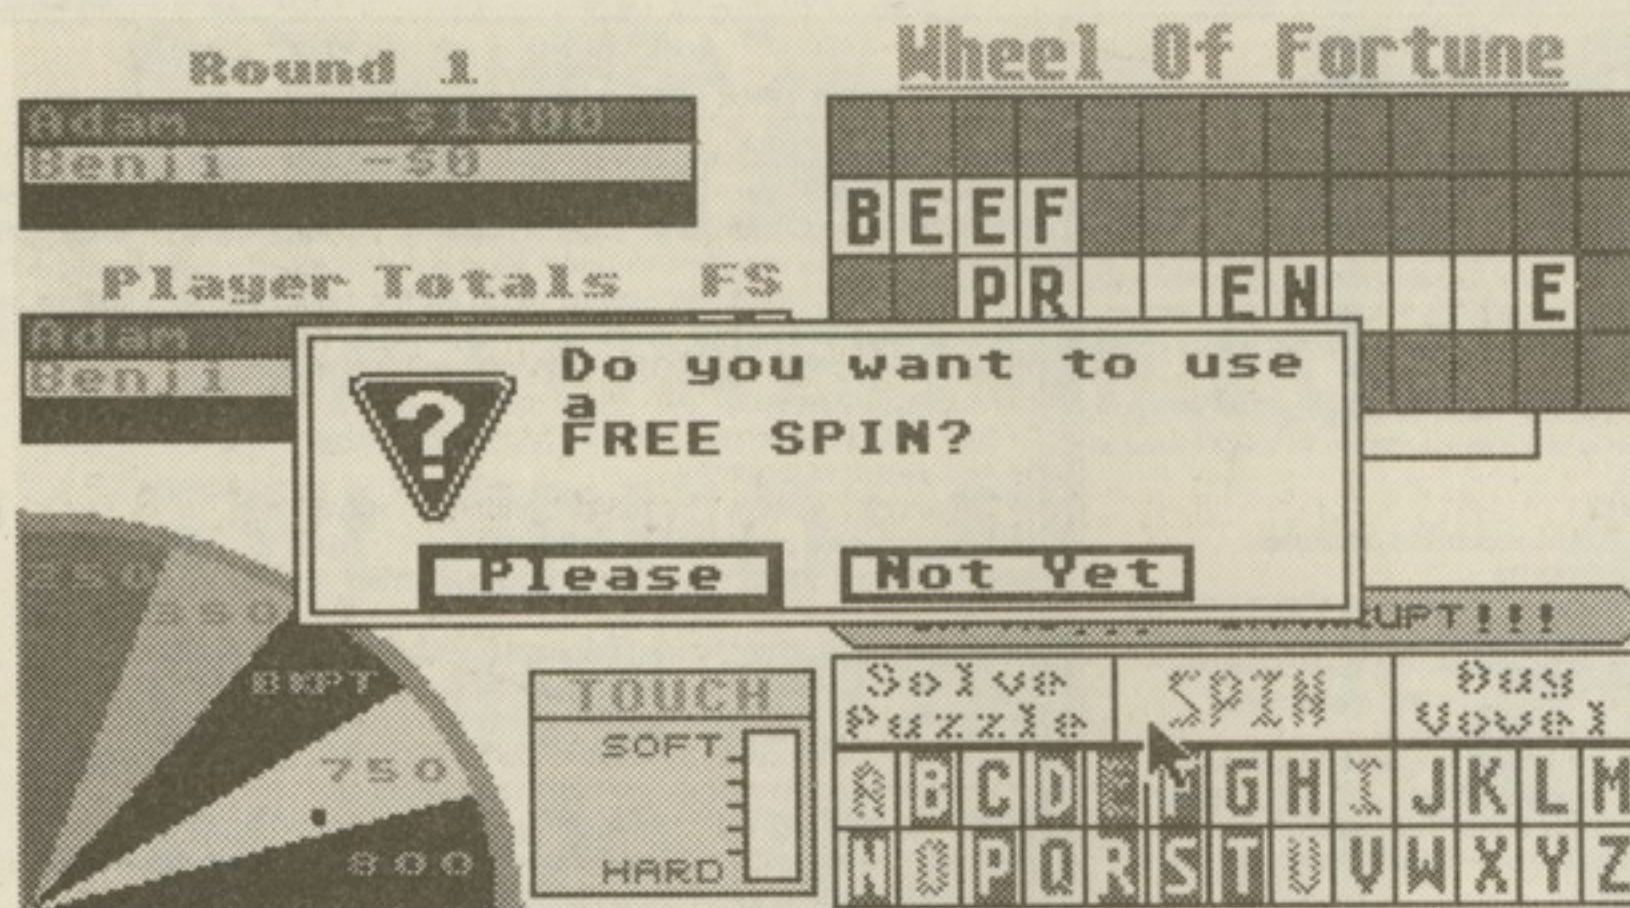 Round 1
Adam -$1300
Benji -$0
Player Totals FS
Adam
Benji
Wheel Of Fortune
BEEF
PR EN E
Do you want to use
a
FREE SPIN?
Please Not Yet
250
350
BKPT
750
800
TOUCH
SOFT
HARD
Solve
Puzzle
SPIN
Buy
Vowel
A B C D E F G H I J K L M
N O P Q R S T U V W X Y Z